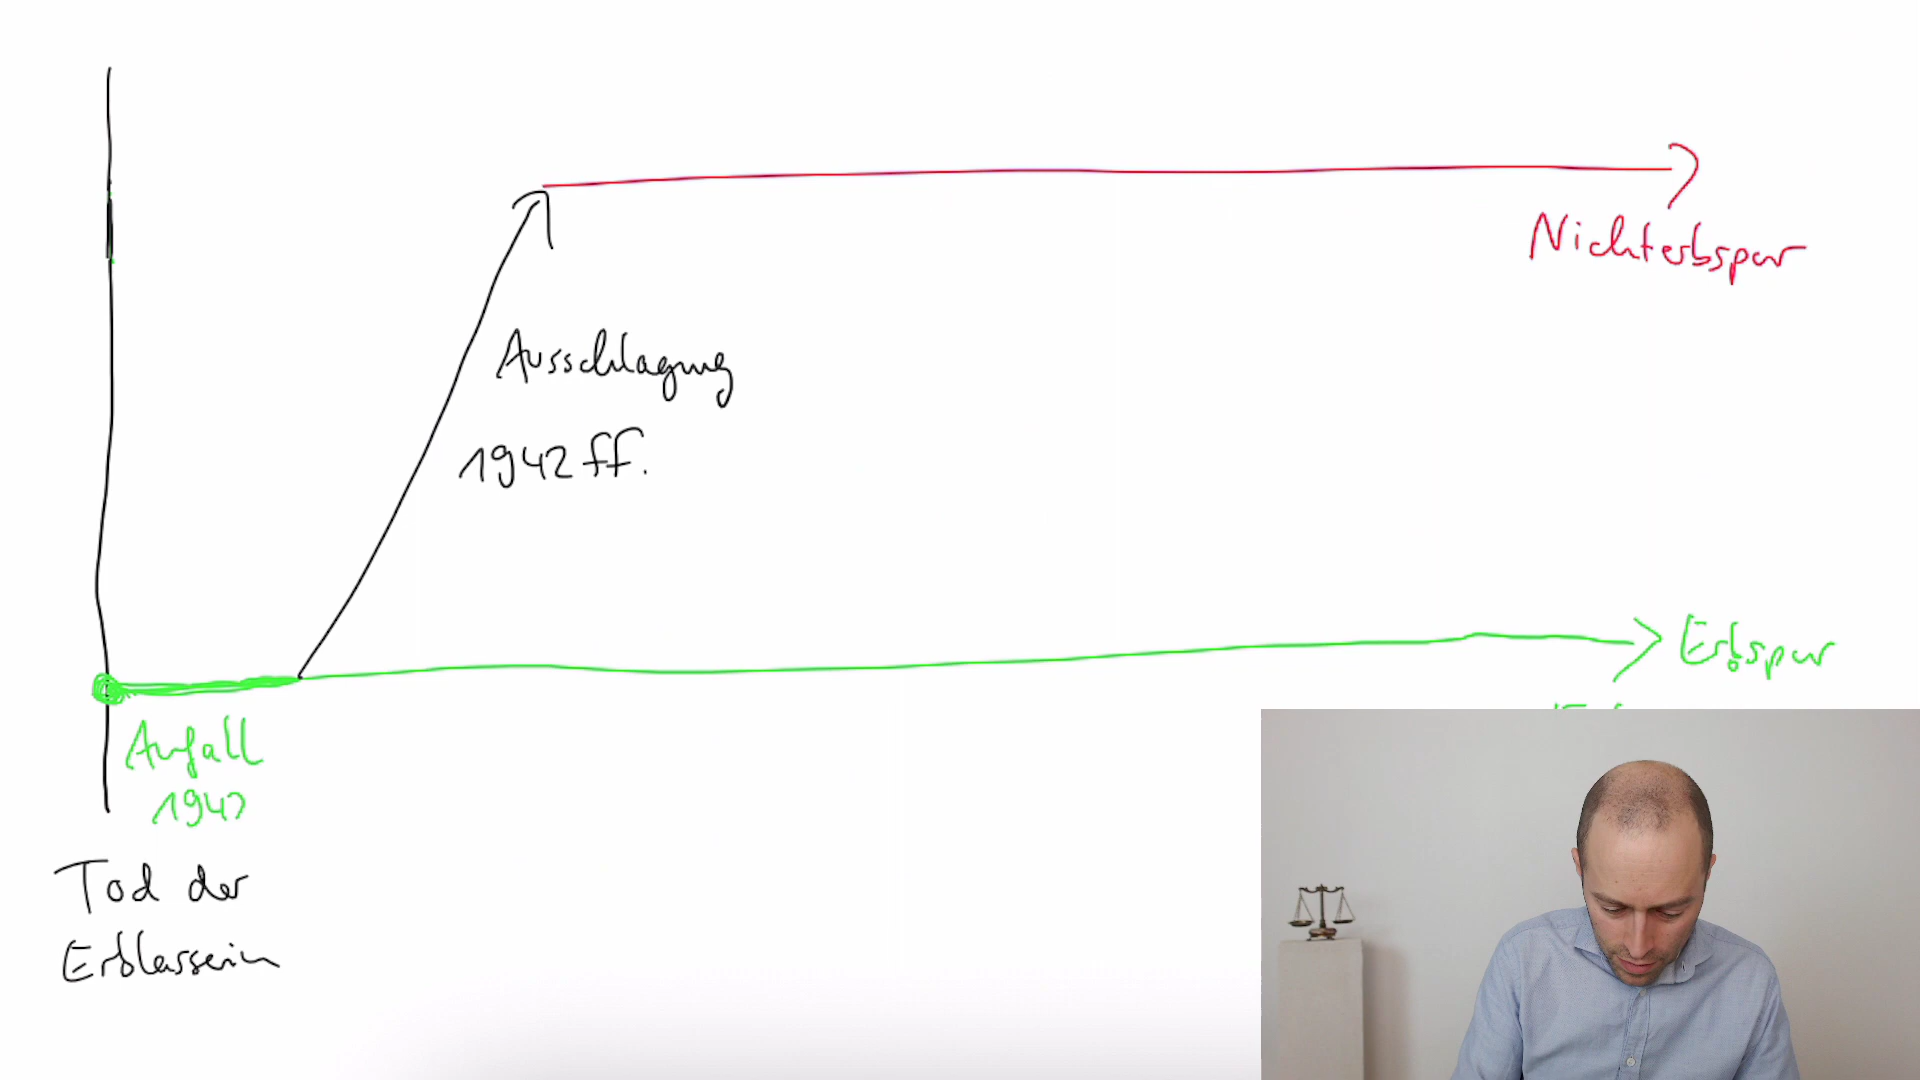 Nichterbspur
Ausschlagung
1942 ff.
Erbspur
Anfall
1942
Tod der
Erblasserin